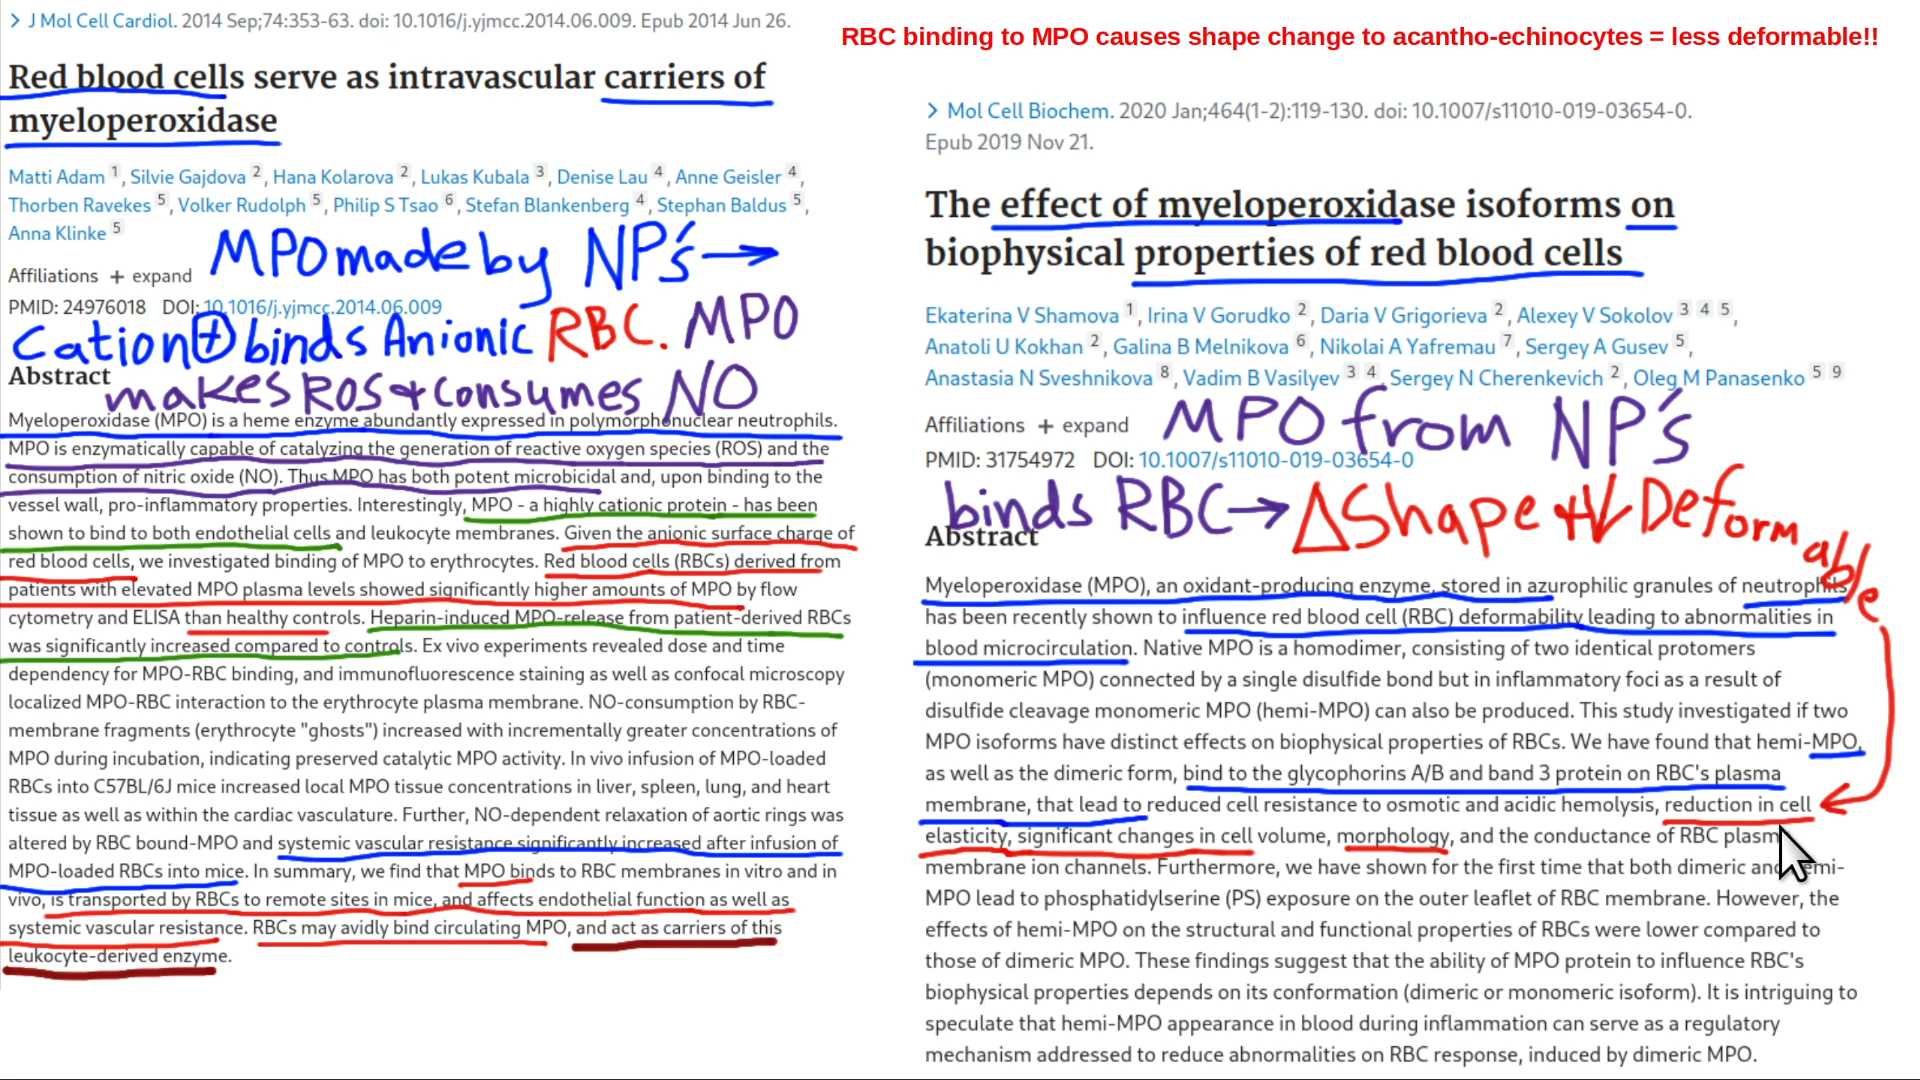 > J Mol Cell Cardiol. 2014 Sep;74:353-63. doi: 10.1016/j.yjmcc.2014.06.009. Epub 2014 Jun 26.
Red blood cells serve as intravascular carriers of
myeloperoxidase
Matti Adam 1, Silvie Gajdova 2, Hana Kolarova 2, Lukas Kubala 3, Denise Lau 4, Anne Geisler 4,
Thorben Ravekes 5, Volker Rudolph 5, Philip S Tsao 6, Stefan Blankenberg 4, Stephan Baldus 5,
Anna Klinke 5
MPO made by NP's →
Affiliations + expand
PMID: 24976018 DOI: 10.1016/j.yjmcc.2014.06.009
Cation ⊕ binds Anionic RBC. MPO
makes ROS + consumes NO
Abstract
Myeloperoxidase (MPO) is a heme enzyme abundantly expressed in polymorphonuclear neutrophils.
MPO is enzymatically capable of catalyzing the generation of reactive oxygen species (ROS) and the
consumption of nitric oxide (NO). Thus MPO has both potent microbicidal and, upon binding to the
vessel wall, pro-inflammatory properties. Interestingly, MPO - a highly cationic protein - has been
shown to bind to both endothelial cells and leukocyte membranes. Given the anionic surface charge of
red blood cells, we investigated binding of MPO to erythrocytes. Red blood cells (RBCs) derived from
patients with elevated MPO plasma levels showed significantly higher amounts of MPO by flow
cytometry and ELISA than healthy controls. Heparin-induced MPO-release from patient-derived RBCs
was significantly increased compared to controls. Ex vivo experiments revealed dose and time
dependency for MPO-RBC binding, and immunofluorescence staining as well as confocal microscopy
localized MPO-RBC interaction to the erythrocyte plasma membrane. NO-consumption by RBC-
membrane fragments (erythrocyte "ghosts") increased with incrementally greater concentrations of
MPO during incubation, indicating preserved catalytic MPO activity. In vivo infusion of MPO-loaded
RBCs into C57BL/6J mice increased local MPO tissue concentrations in liver, spleen, lung, and heart
tissue as well as within the cardiac vasculature. Further, NO-dependent relaxation of aortic rings was
altered by RBC bound-MPO and systemic vascular resistance significantly increased after infusion of
MPO-loaded RBCs into mice. In summary, we find that MPO binds to RBC membranes in vitro and in
vivo, is transported by RBCs to remote sites in mice, and affects endothelial function as well as
systemic vascular resistance. RBCs may avidly bind circulating MPO, and act as carriers of this
leukocyte-derived enzyme.
RBC binding to MPO causes shape change to acantho-echinocytes = less deformable!!
> Mol Cell Biochem. 2020 Jan;464(1-2):119-130. doi: 10.1007/s11010-019-03654-0.
Epub 2019 Nov 21.
The effect of myeloperoxidase isoforms on
biophysical properties of red blood cells
Ekaterina V Shamova 1, Irina V Gorudko 2, Daria V Grigorieva 2, Alexey V Sokolov 3 4 5,
Anatoli U Kokhan 2, Galina B Melnikova 6, Nikolai A Yafremau 7, Sergey A Gusev 5,
Anastasia N Sveshnikova 8, Vadim B Vasilyev 3 4, Sergey N Cherenkevich 2, Oleg M Panasenko 5 9
MPO from NP's
Affiliations + expand
PMID: 31754972 DOI: 10.1007/s11010-019-03654-0
binds RBC → ΔShape + ↓ Deformable
Abstract
Myeloperoxidase (MPO), an oxidant-producing enzyme, stored in azurophilic granules of neutrophils
has been recently shown to influence red blood cell (RBC) deformability leading to abnormalities in
blood microcirculation. Native MPO is a homodimer, consisting of two identical protomers
(monomeric MPO) connected by a single disulfide bond but in inflammatory foci as a result of
disulfide cleavage monomeric MPO (hemi-MPO) can also be produced. This study investigated if two
MPO isoforms have distinct effects on biophysical properties of RBCs. We have found that hemi-MPO,
as well as the dimeric form, bind to the glycophorins A/B and band 3 protein on RBC's plasma
membrane, that lead to reduced cell resistance to osmotic and acidic hemolysis, reduction in cell
elasticity, significant changes in cell volume, morphology, and the conductance of RBC plasm
membrane ion channels. Furthermore, we have shown for the first time that both dimeric and emi-
MPO lead to phosphatidylserine (PS) exposure on the outer leaflet of RBC membrane. However, the
effects of hemi-MPO on the structural and functional properties of RBCs were lower compared to
those of dimeric MPO. These findings suggest that the ability of MPO protein to influence RBC's
biophysical properties depends on its conformation (dimeric or monomeric isoform). It is intriguing to
speculate that hemi-MPO appearance in blood during inflammation can serve as a regulatory
mechanism addressed to reduce abnormalities on RBC response, induced by dimeric MPO.